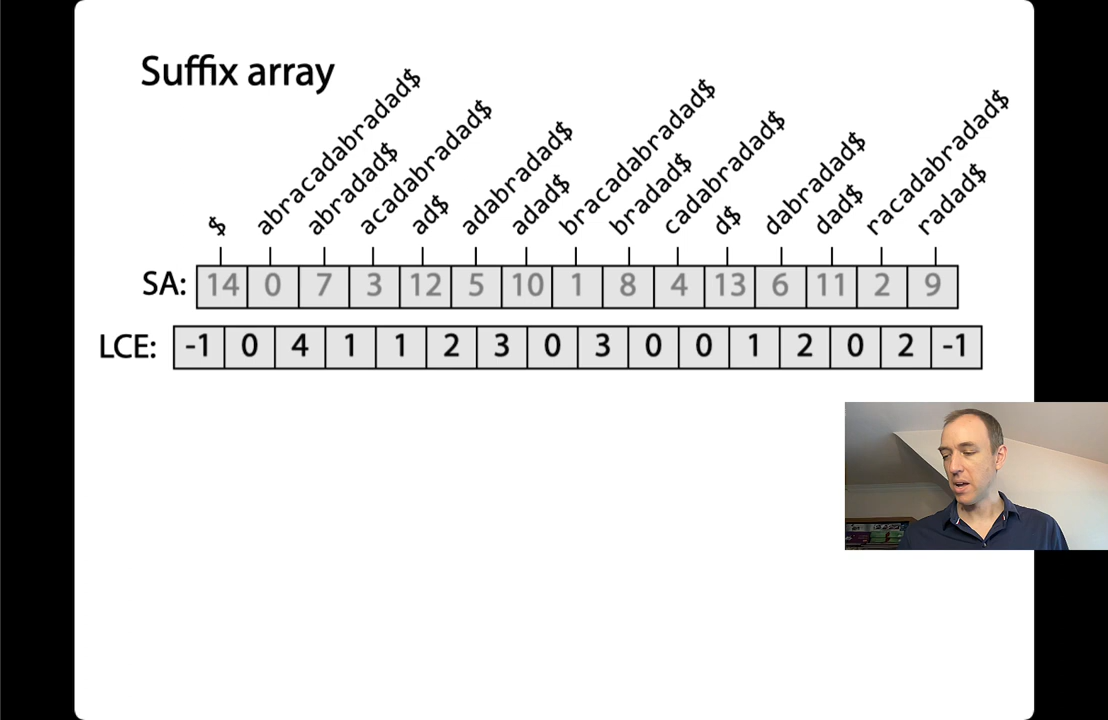 Suffix array
$
abracadabradad$
abradad$
acadabradad$
ad$
adabradad$
adad$
bracadabradad$
bradad$
cadabradad$
d$
dabradad$
dad$
racadabradad$
radad$
SA: 14 0 7 3 12 5 10 1 8 4 13 6 11 2 9
LCE: -1 0 4 1 1 2 3 0 3 0 0 1 2 0 2 -1